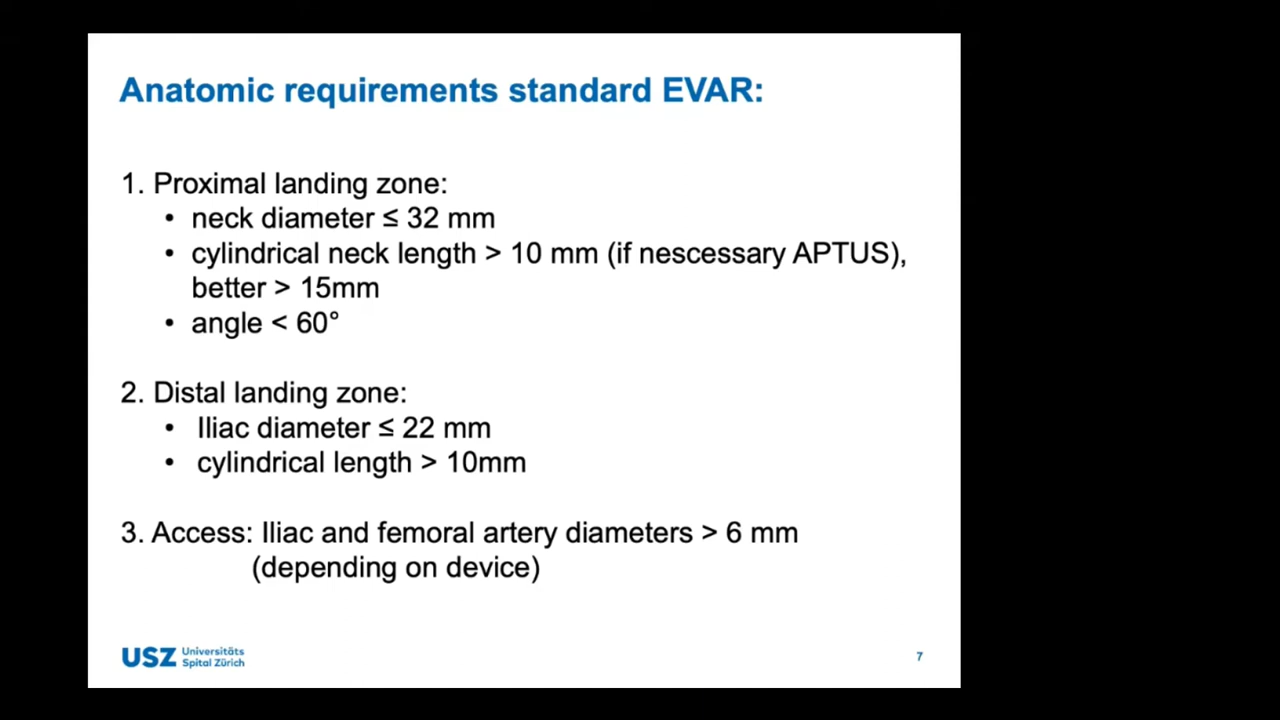 Anatomic requirements standard EVAR:
1. Proximal landing zone:
• neck diameter ≤ 32 mm
• cylindrical neck length > 10 mm (if nescessary APTUS),
better > 15mm
• angle < 60°
2. Distal landing zone:
• Iliac diameter ≤ 22 mm
• cylindrical length > 10mm
3. Access: Iliac and femoral artery diameters > 6 mm
(depending on device)
USZ Universitäts
Spital Zürich
7